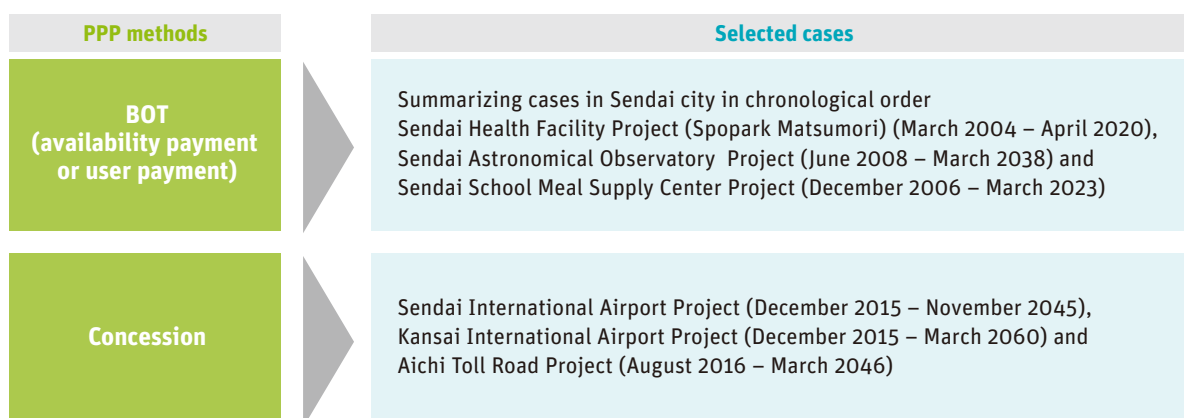 PPP methods
Selected cases
BOT
(availability payment
or user payment)
Summarizing cases in Sendai city in chronological order
Sendai Health Facility Project (Spopark Matsumori) (March 2004 – April 2020),
Sendai Astronomical Observatory Project (June 2008 – March 2038) and
Sendai School Meal Supply Center Project (December 2006 – March 2023)
Concession
Sendai International Airport Project (December 2015 – November 2045),
Kansai International Airport Project (December 2015 – March 2060) and
Aichi Toll Road Project (August 2016 – March 2046)